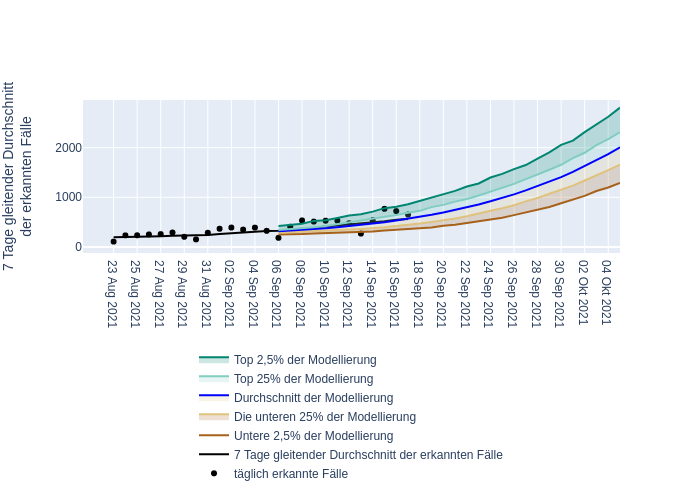 7 Tage gleitender Durchschnitt
der erkannten Fälle
2000
1000
0
23 Aug 2021
25 Aug 2021
27 Aug 2021
29 Aug 2021
31 Aug 2021
02 Sep 2021
04 Sep 2021
06 Sep 2021
08 Sep 2021
10 Sep 2021
12 Sep 2021
14 Sep 2021
16 Sep 2021
18 Sep 2021
20 Sep 2021
22 Sep 2021
24 Sep 2021
26 Sep 2021
28 Sep 2021
30 Sep 2021
02 Okt 2021
04 Okt 2021
Top 2,5% der Modellierung
Top 25% der Modellierung
Durchschnitt der Modellierung
Die unteren 25% der Modellierung
Untere 2,5% der Modellierung
7 Tage gleitender Durchschnitt der erkannten Fälle
täglich erkannte Fälle